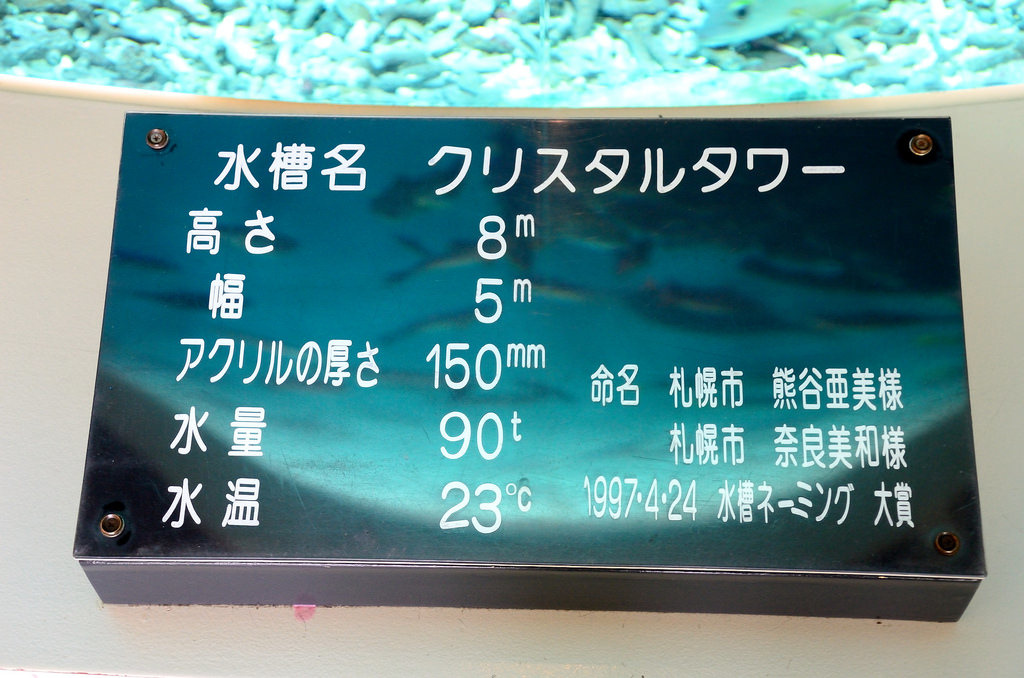 水槽名 クリスタルタワー
高さ 8m
幅 5m
アクリルの厚さ 150mm
水量 90t
水温 23℃
命名 札幌市 熊谷亜美様
札幌市 奈良美和様
1997・4・24 水槽ネーミング 大賞